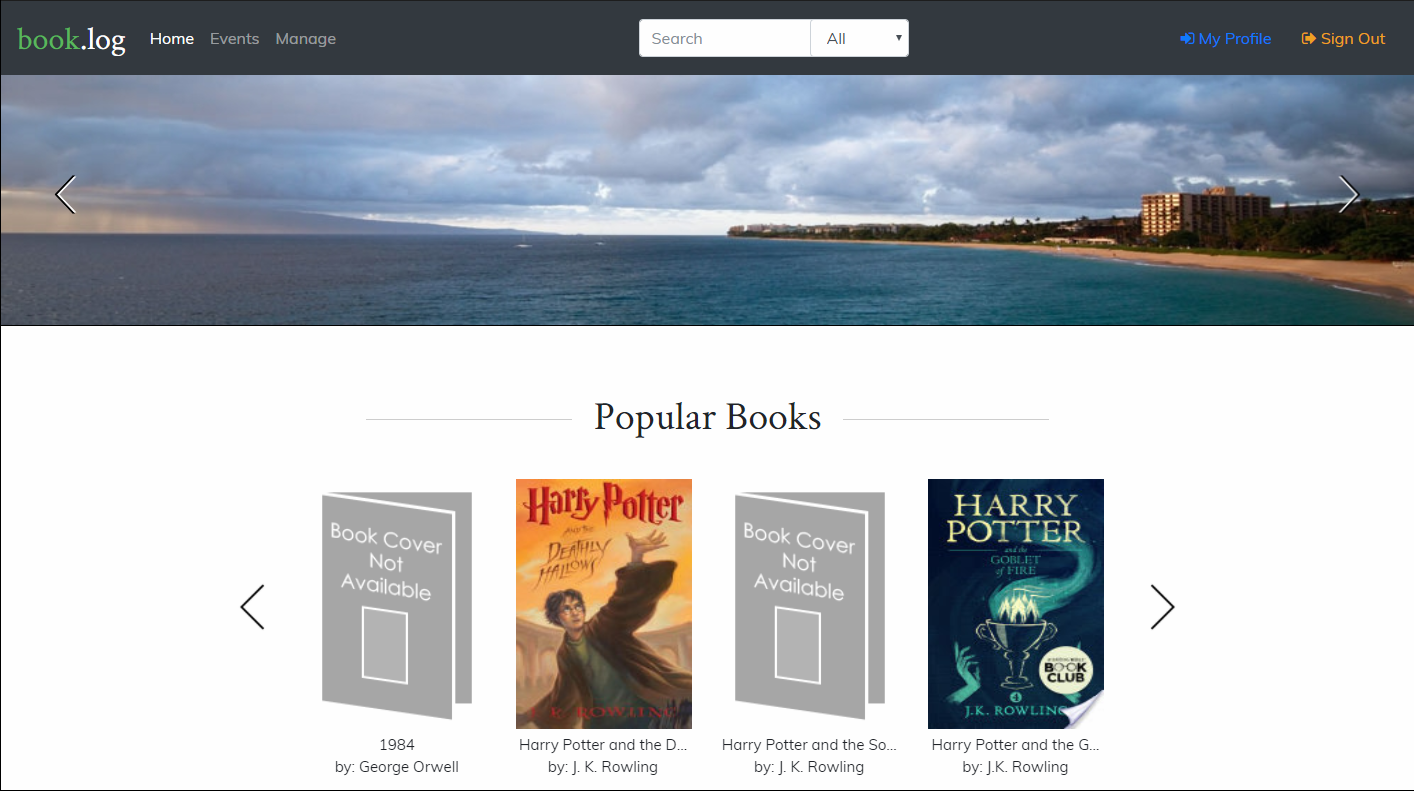 book.log Home Events Manage Search All My Profile Sign Out
Popular Books
Book Cover
Not
Available
1984
by: George Orwell
Harry Potter
AND THE
DEATHLY
HALLOWS
J. K. ROWLING
Harry Potter and the D...
by: J. K. Rowling
Book Cover
Not
Available
Harry Potter and the So...
by: J. K. Rowling
HARRY
POTTER
and the
GOBLET
of FIRE
BOOK
CLUB
4
J.K. ROWLING
Harry Potter and the G...
by: J.K. Rowling